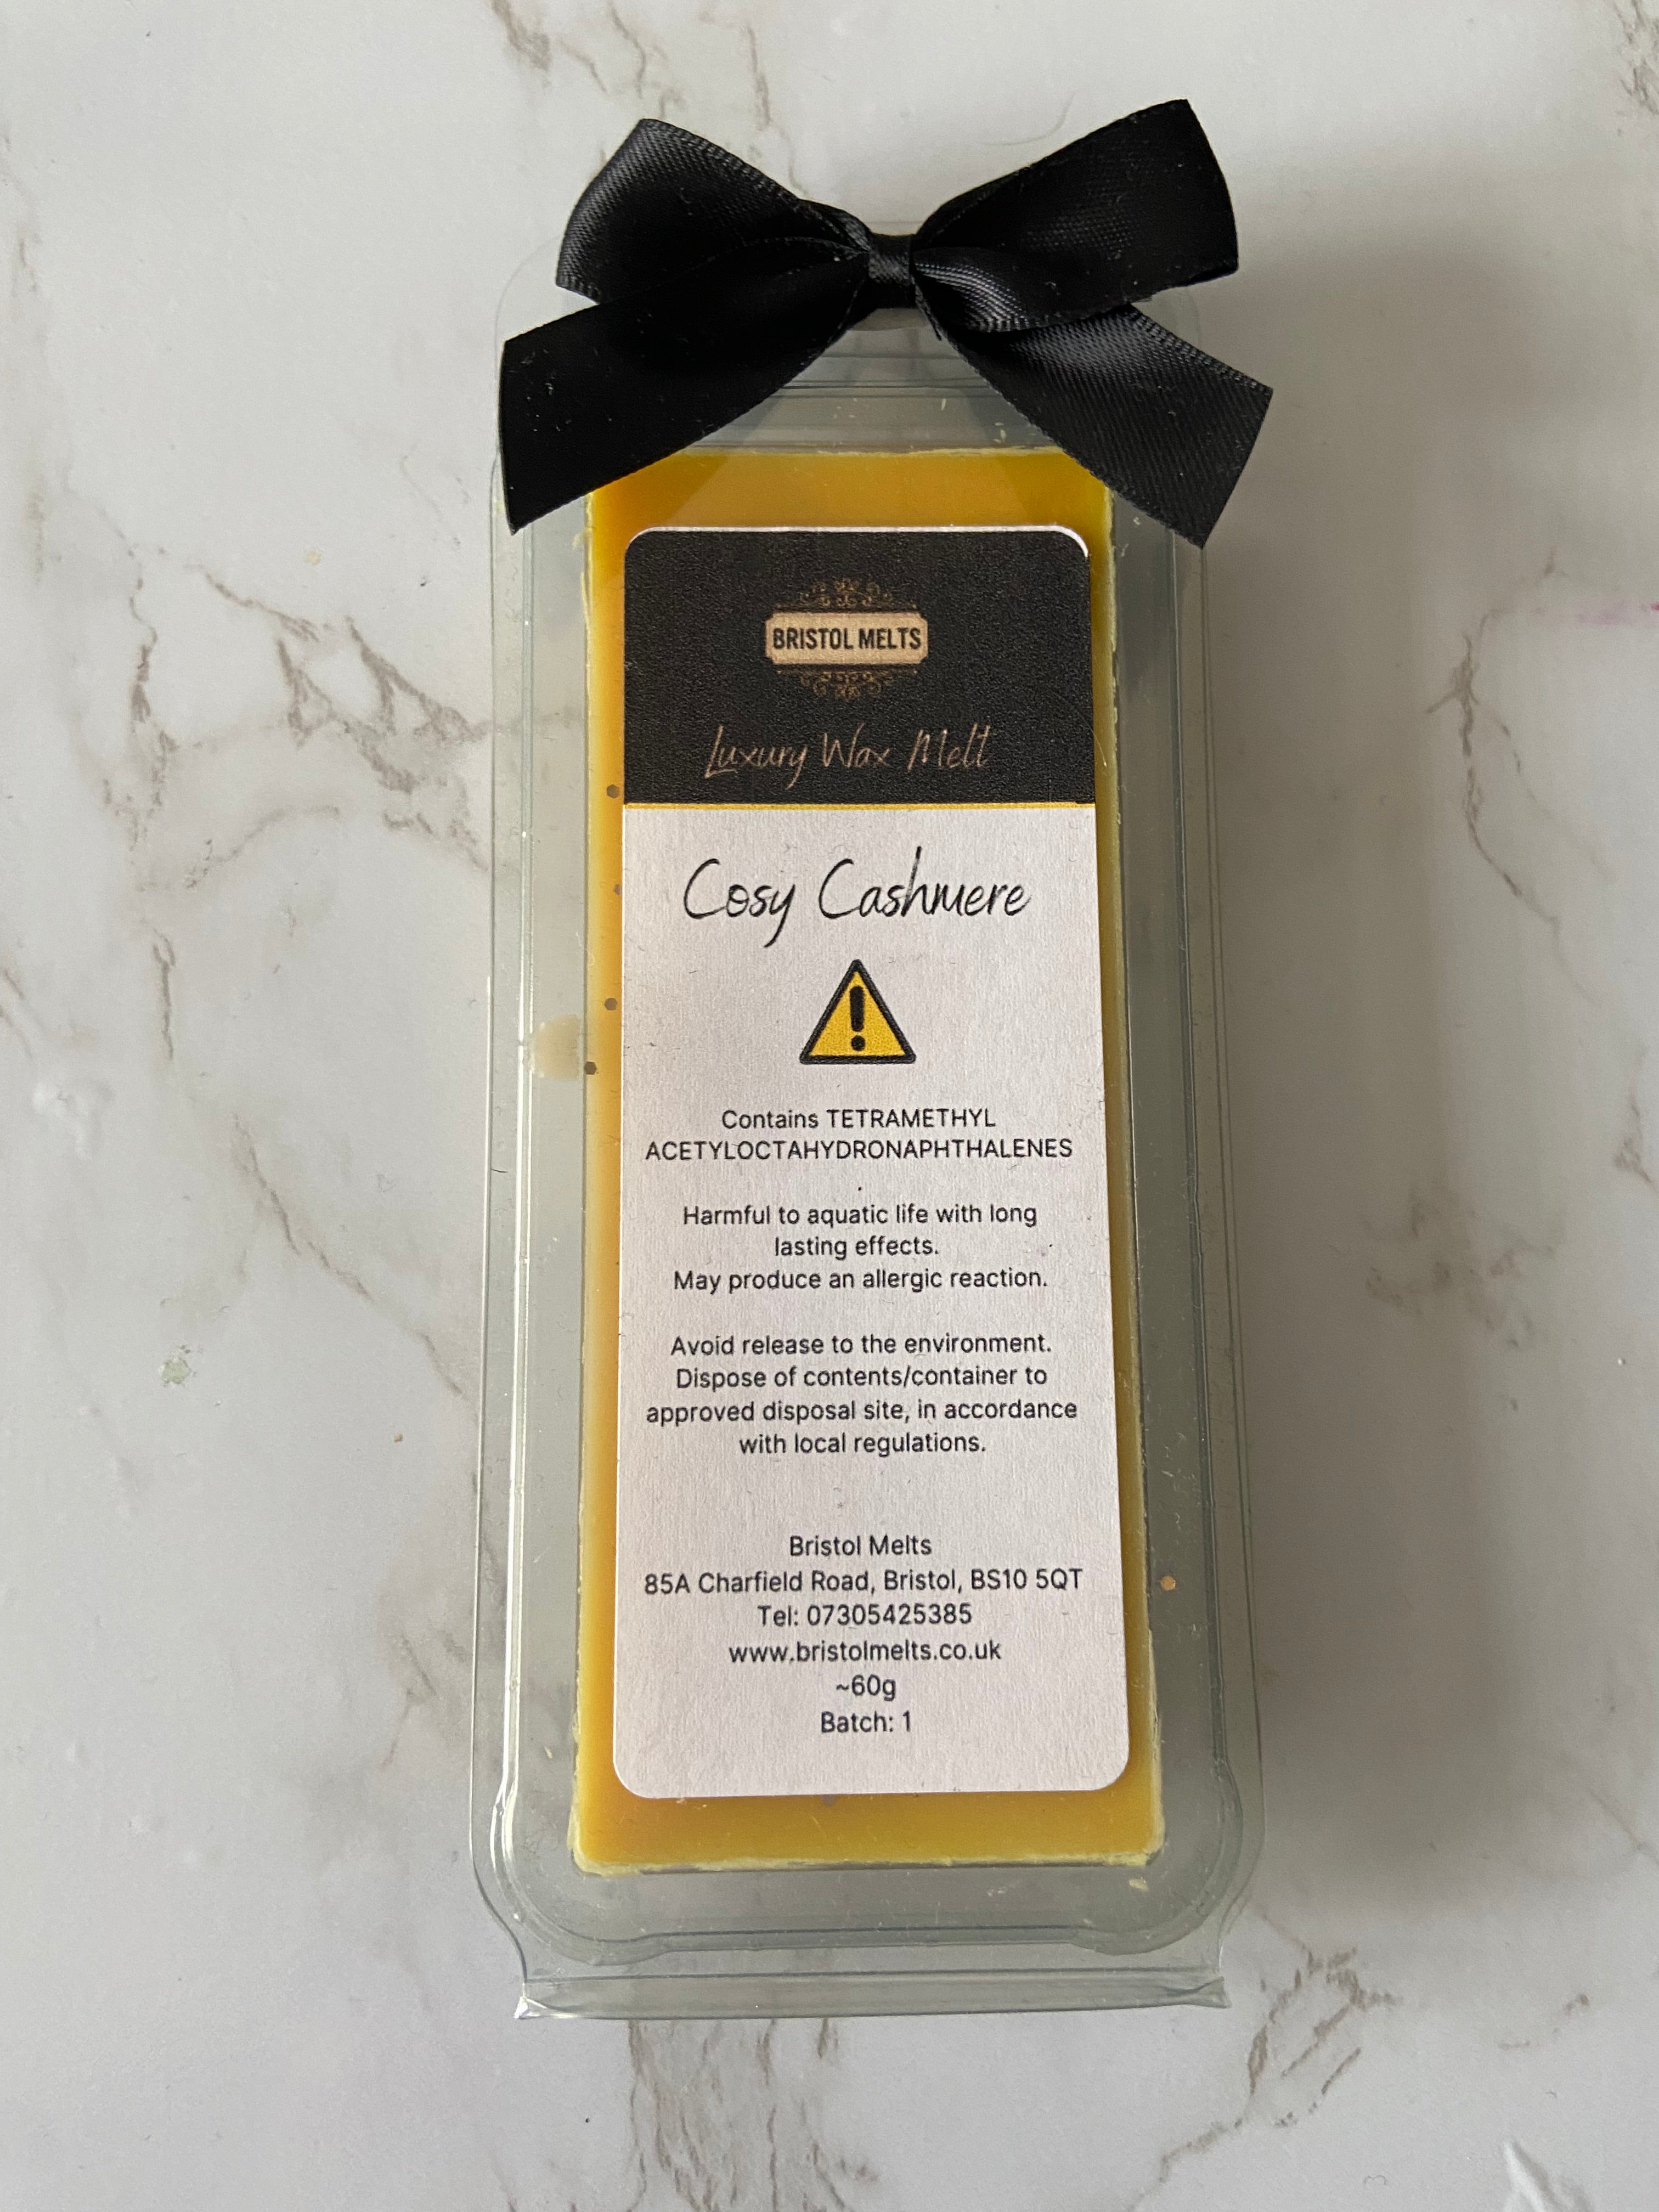 BRISTOL MELTS
Luxury Wax Melt
Cosy Cashmere
Contains TETRAMETHYL
ACETYLOCTAHYDRONAPHTHALENES
Harmful to aquatic life with long
lasting effects.
May produce an allergic reaction.
Avoid release to the environment.
Dispose of contents/container to
approved disposal site, in accordance
with local regulations.
Bristol Melts
85A Charfield Road, Bristol, BS10 5QT
Tel: 07305425385
www.bristolmelts.co.uk
~60g
Batch: 1